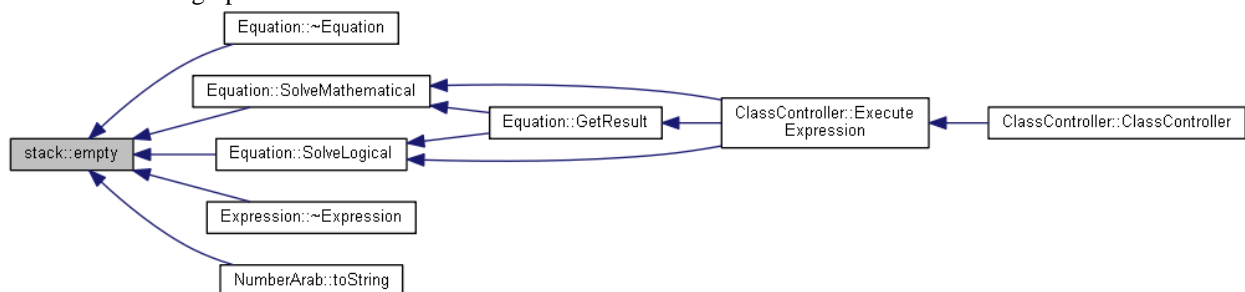 Equation::~Equation
Equation::SolveMathematical
Equation::GetResult
ClassController::Execute
Expression
ClassController::ClassController
stack::empty
Equation::SolveLogical
Expression::~Expression
NumberArab::toString